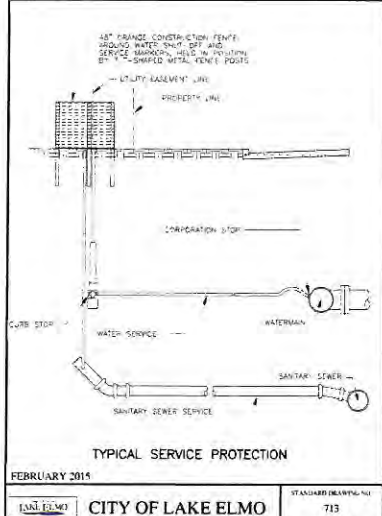 48" ORANGE CONSTRUCTION FENCE
AROUND WATER SHUT-OFF AND
SERVICE MARKERS, HELD IN POSITION
BY "T"-SHAPED METAL FENCE POSTS
UTILITY EASEMENT LINE
PROPERTY LINE
CORPORATION STOP
CURB STOP
WATER SERVICE
WATERMAIN
SANITARY SEWER
SANITARY SEWER SERVICE
TYPICAL SERVICE PROTECTION
FEBRUARY 2015
LAKE ELMO
CITY OF LAKE ELMO
STANDARD DRAWING NO
713